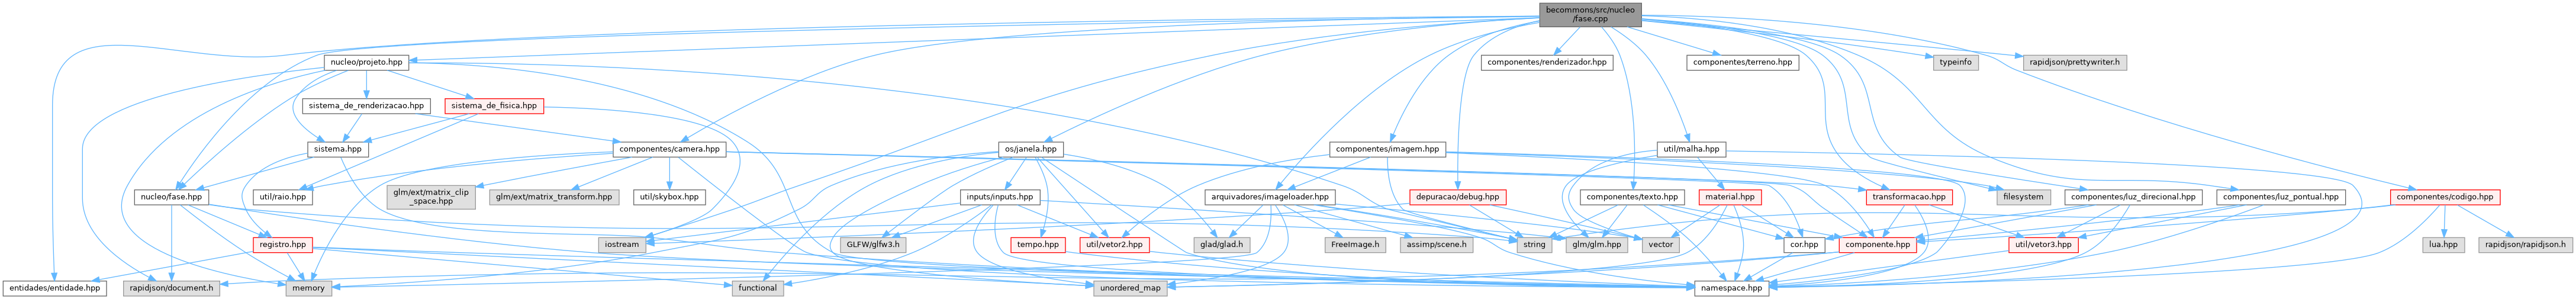 becommons/src/nucleo
/fase.cpp
nucleo/projeto.hpp
componentes/renderizador.hpp
componentes/terreno.hpp
typeinfo
rapidjson/prettywriter.h
sistema_de_renderizacao.hpp
sistema_de_fisica.hpp
sistema.hpp
componentes/camera.hpp
os/janela.hpp
componentes/imagem.hpp
util/malha.hpp
nucleo/fase.hpp
util/raio.hpp
glm/ext/matrix_clip
_space.hpp
glm/ext/matrix_transform.hpp
util/skybox.hpp
inputs/inputs.hpp
arquivadores/imageloader.hpp
depuracao/debug.hpp
componentes/texto.hpp
material.hpp
transformacao.hpp
filesystem
componentes/luz_direcional.hpp
componentes/luz_pontual.hpp
componentes/codigo.hpp
registro.hpp
iostream
GLFW/glfw3.h
tempo.hpp
util/vetor2.hpp
glad/glad.h
FreeImage.h
assimp/scene.h
string
glm/glm.hpp
vector
cor.hpp
componente.hpp
util/vetor3.hpp
lua.hpp
rapidjson/rapidjson.h
entidades/entidade.hpp
rapidjson/document.h
memory
functional
unordered_map
namespace.hpp